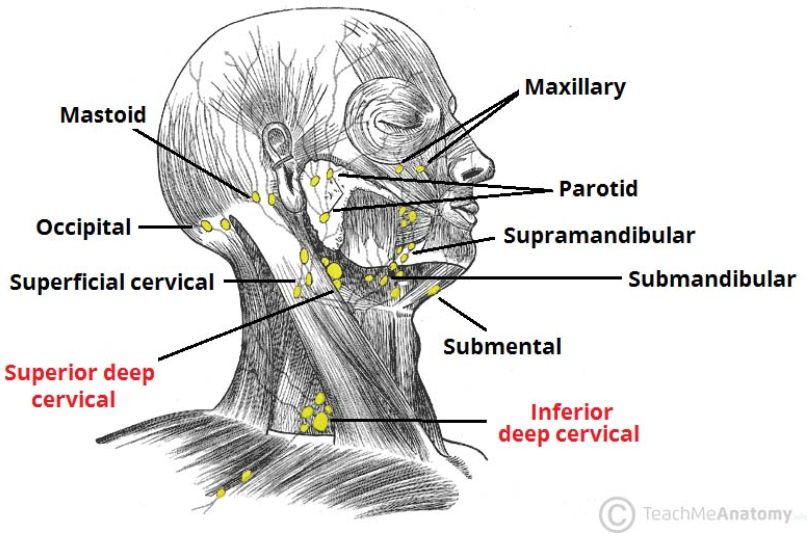 Maxillary
Mastoid
Parotid
Occipital
Supramandibular
Superficial cervical
Submandibular
Submental
Superior deep
cervical
Inferior
deep cervical
© TeachMeAnatomy